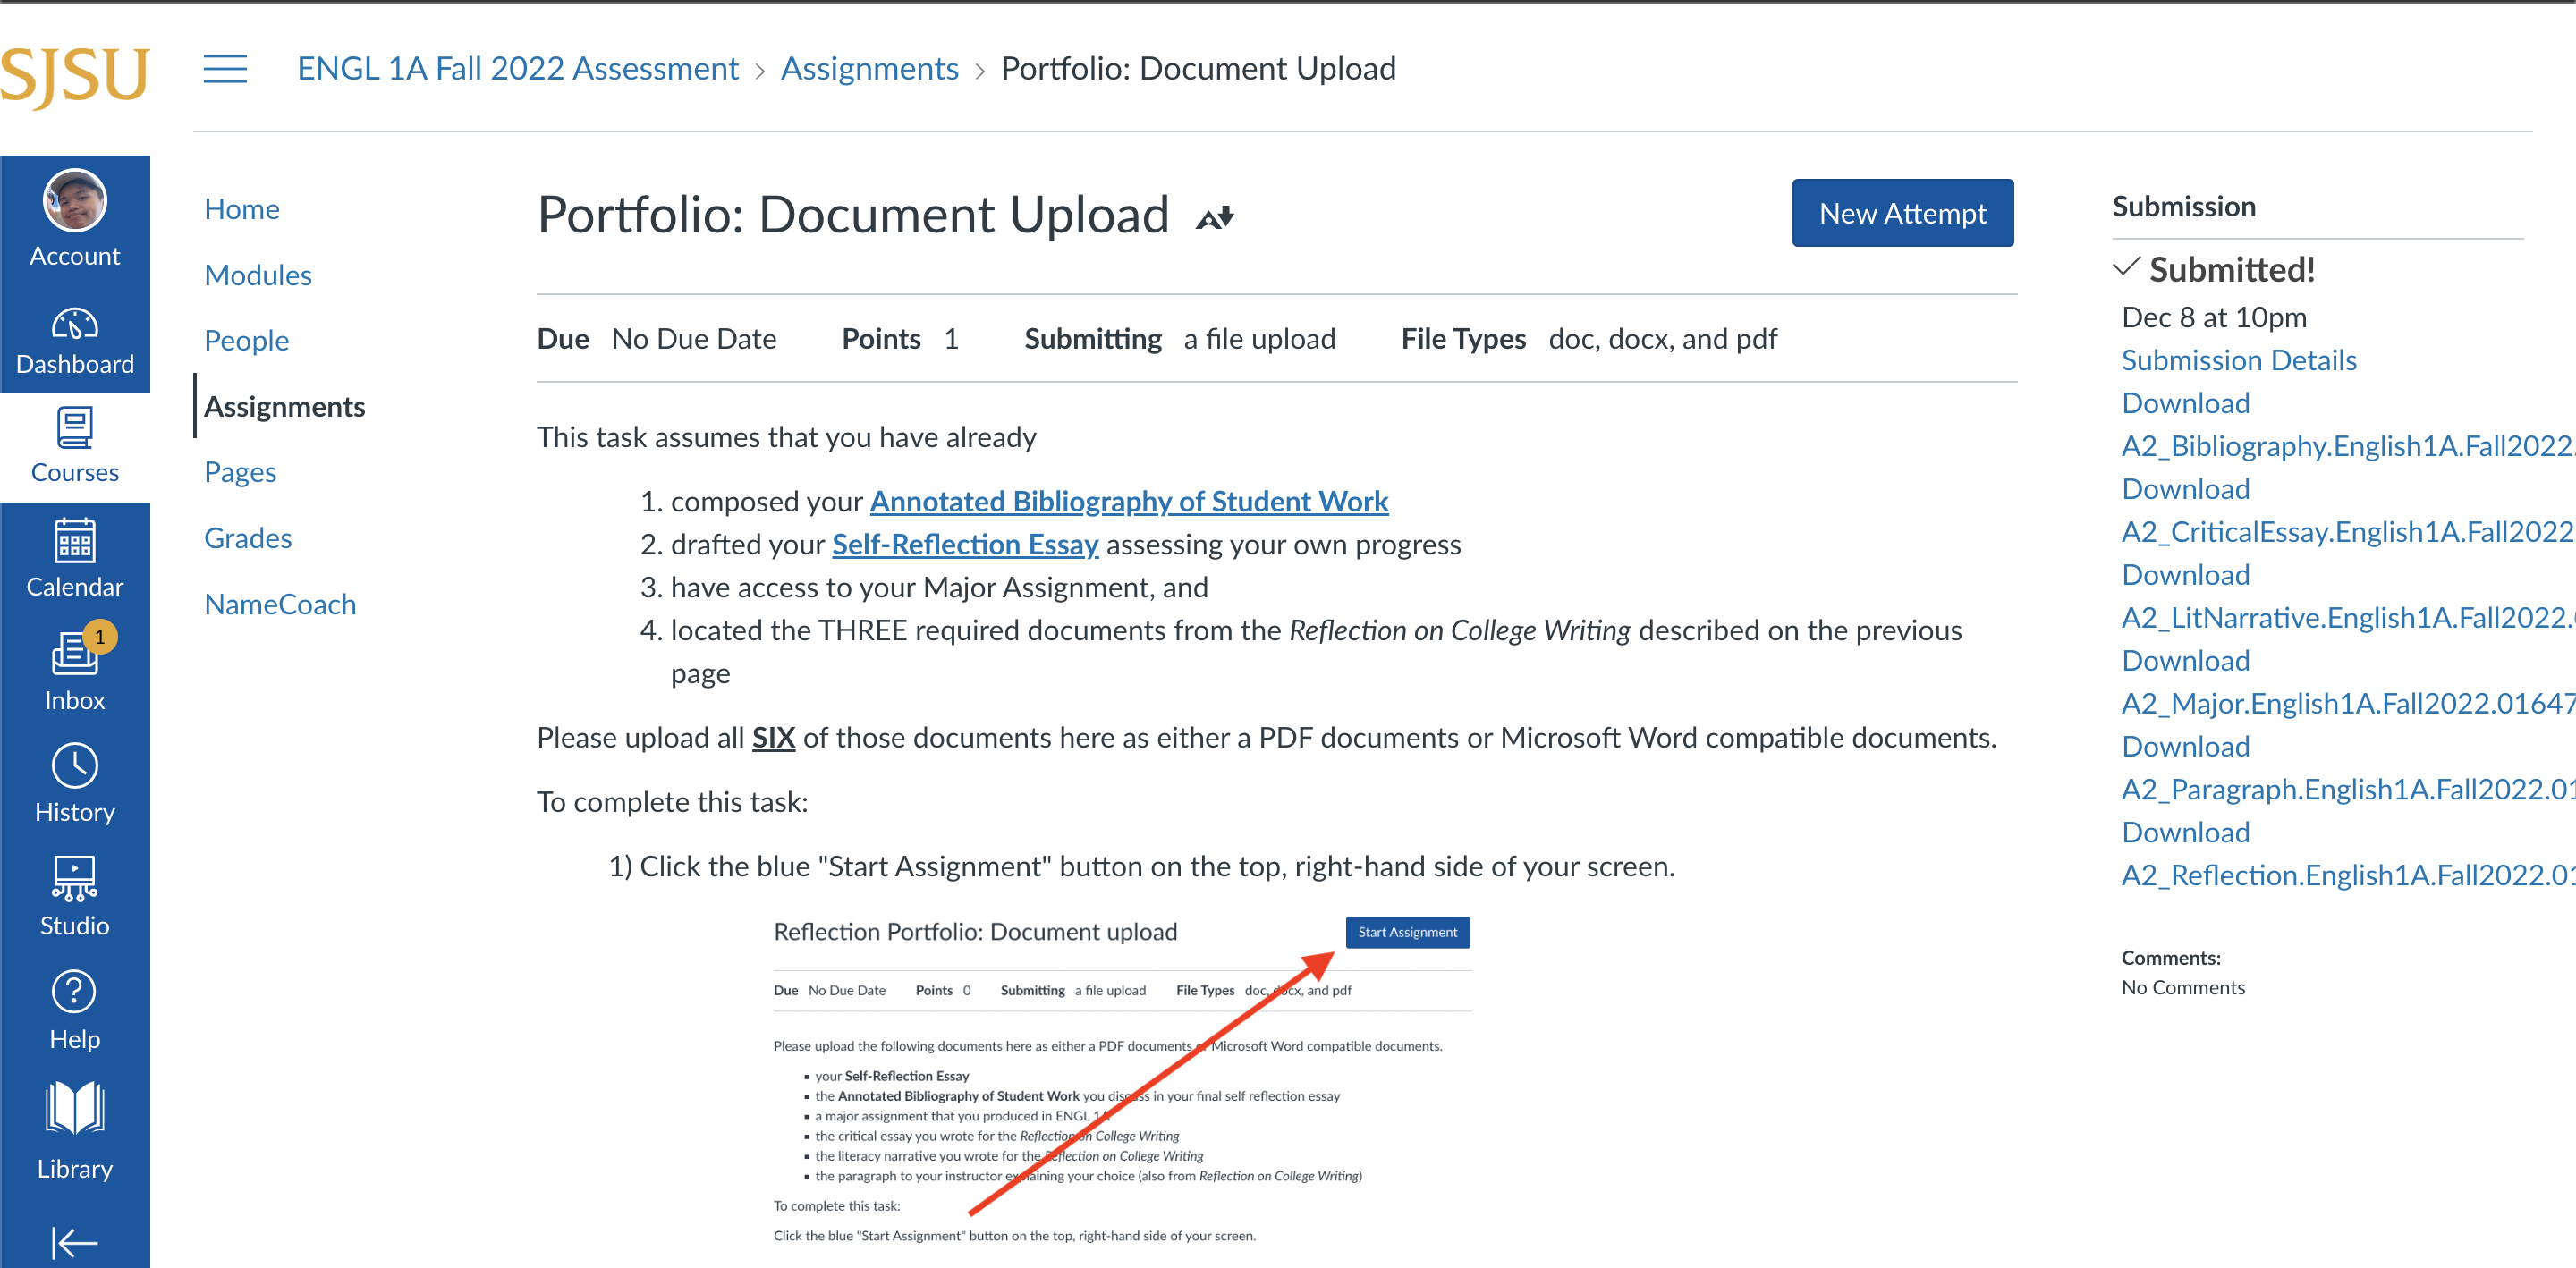 SJSU
ENGL 1A Fall 2022 Assessment > Assignments > Portfolio: Document Upload
Account
Dashboard
Courses
Calendar
1
Inbox
History
Studio
Help
Library
Home
Modules
People
Assignments
Pages
Grades
NameCoach
Portfolio: Document Upload
New Attempt
Due No Due Date Points 1 Submitting a file upload File Types doc, docx, and pdf
This task assumes that you have already
1. composed your Annotated Bibliography of Student Work
2. drafted your Self-Reflection Essay assessing your own progress
3. have access to your Major Assignment, and
4. located the THREE required documents from the Reflection on College Writing described on the previous
page
Please upload all SIX of those documents here as either a PDF documents or Microsoft Word compatible documents.
To complete this task:
1) Click the blue "Start Assignment" button on the top, right-hand side of your screen.
Reflection Portfolio: Document upload
Start Assignment
Due No Due Date Points 0 Submitting a file upload File Types doc, docx, and pdf
Please upload the following documents here as either a PDF documents or Microsoft Word compatible documents.
▪ your Self-Reflection Essay
▪ the Annotated Bibliography of Student Work you discuss in your final self reflection essay
▪ a major assignment that you produced in ENGL 1A
▪ the critical essay you wrote for the Reflection on College Writing
▪ the literacy narrative you wrote for the Reflection on College Writing
▪ the paragraph to your instructor explaining your choice (also from Reflection on College Writing)
To complete this task:
Click the blue "Start Assignment" button on the top, right-hand side of your screen.
Submission
Submitted!
Dec 8 at 10pm
Submission Details
Download
A2_Bibliography.English1A.Fall2022.
Download
A2_CriticalEssay.English1A.Fall2022
Download
A2_LitNarrative.English1A.Fall2022.
Download
A2_Major.English1A.Fall2022.01647
Download
A2_Paragraph.English1A.Fall2022.01
Download
A2_Reflection.English1A.Fall2022.01
Comments:
No Comments